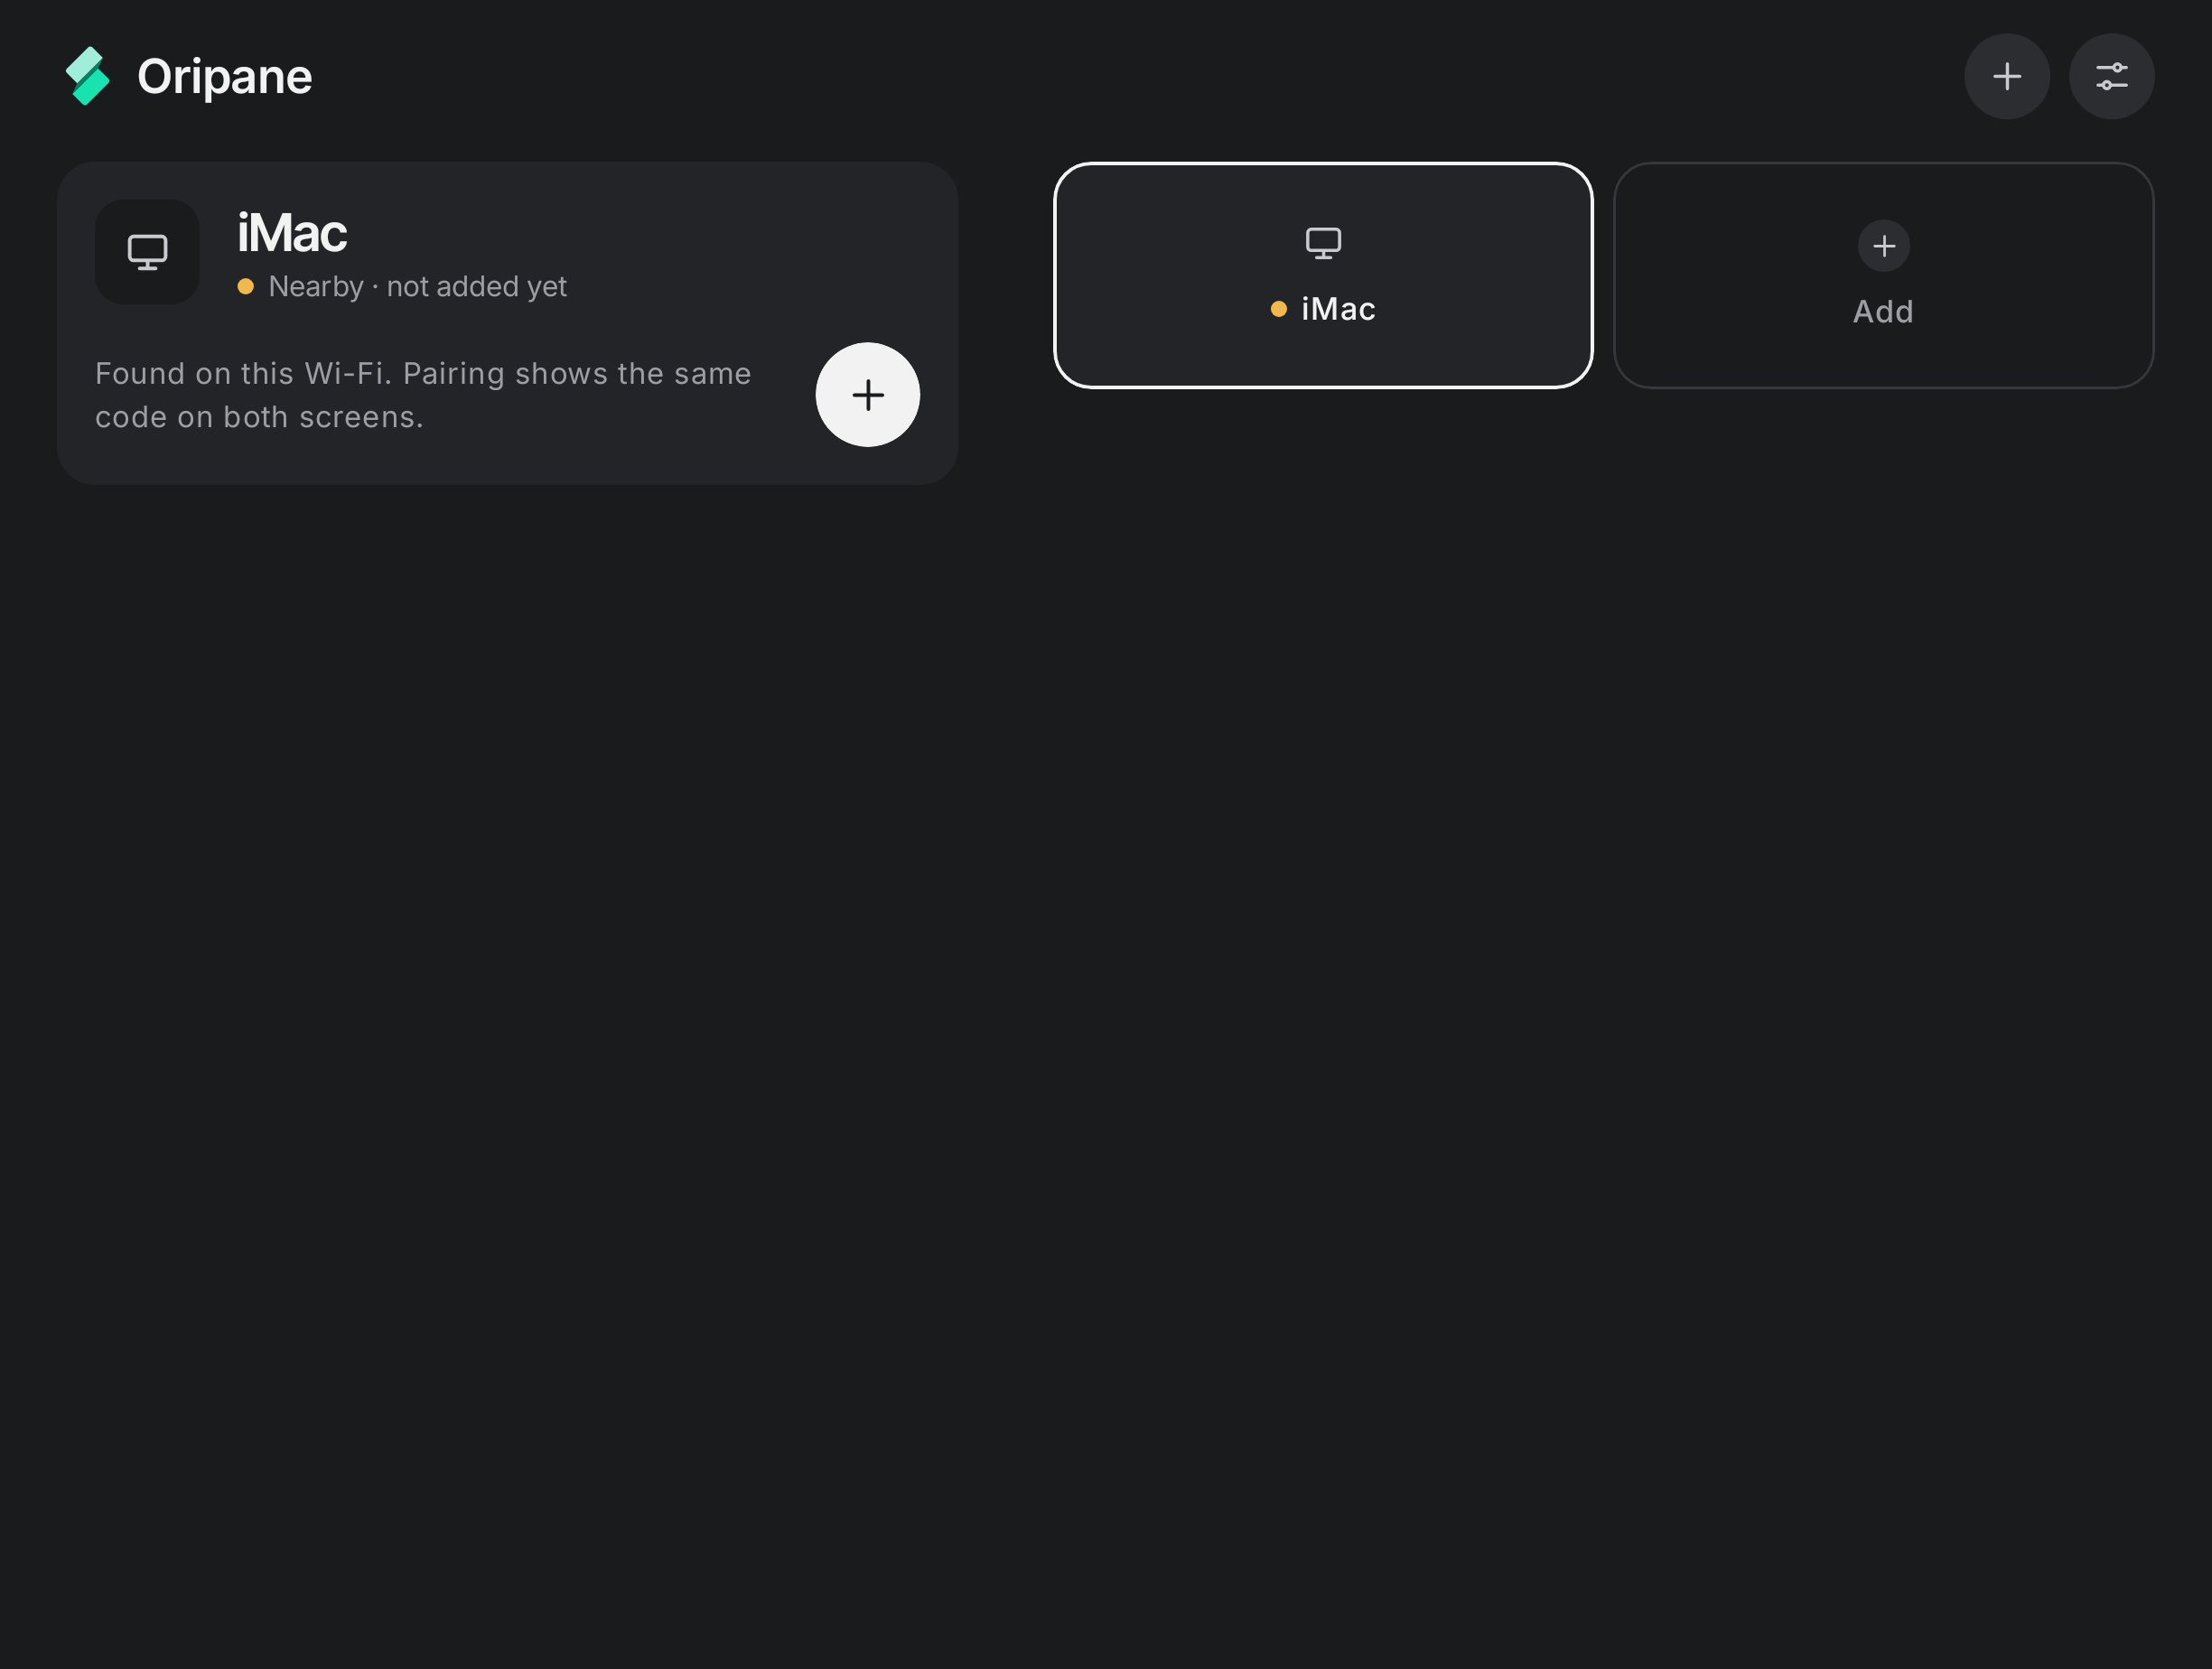 Oripane
iMac
Nearby · not added yet
Found on this Wi-Fi. Pairing shows the same
code on both screens.
iMac
Add